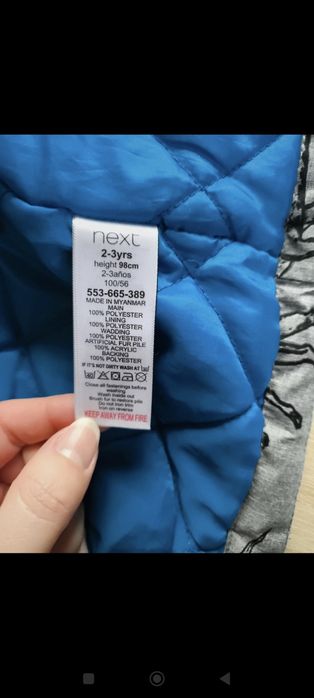 next
2-3yrs
height 98cm
2-3años
100/56
553-665-389
MADE IN MYANMAR
MAIN
100% POLYESTER
LINING
100% POLYESTER
WADDING
100% POLYESTER
ARTIFICIAL FUR PILE
100% ACRYLIC
BACKING
100% POLYESTER
IF IT'S NOT DIRTY WASH AT
Close all fastenings before
washing
Wash inside out
Brush fur to restore pile
Do not iron trim
Iron on reverse
KEEP AWAY FROM FIRE